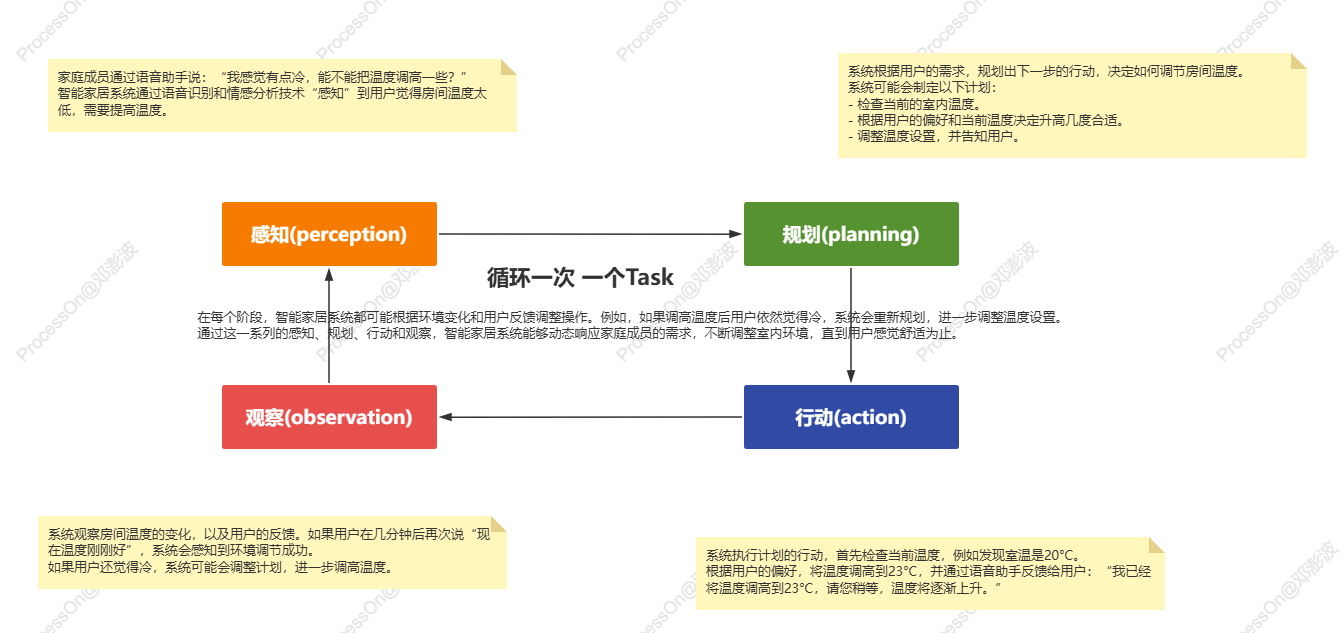 家庭成员通过语音助手说：“我感觉有点冷，能不能把温度调高一些？”
智能家居系统通过语音识别和情感分析技术“感知”到用户觉得房间温度太
低，需要提高温度。
系统根据用户的需求，规划出下一步的行动，决定如何调节房间温度。
系统可能会制定以下计划：
- 检查当前的室内温度。
- 根据用户的偏好和当前温度决定升高几度合适。
- 调整温度设置，并告知用户。
感知(perception)
规划(planning)
循环一次 一个Task
在每个阶段，智能家居系统都可能根据环境变化和用户反馈调整操作。例如，如果调高温度后用户依然觉得冷，系统会重新规划，进一步调整温度设置。
通过这一系列的感知、规划、行动和观察，智能家居系统能够动态响应家庭成员的需求，不断调整室内环境，直到用户感觉舒适为止。
观察(observation)
行动(action)
系统观察房间温度的变化，以及用户的反馈。如果用户在几分钟后再次说“现
在温度刚刚好”，系统会感知到环境调节成功。
如果用户还觉得冷，系统可能会调整计划，进一步调高温度。
系统执行计划的行动，首先检查当前温度，例如发现室温是20°C。
根据用户的偏好，将温度调高到23°C，并通过语音助手反馈给用户：“我已经
将温度调高到23°C，请您稍等，温度将逐渐上升。”
ProcessOn@邓澎波
ProcessOn@邓澎波
ProcessOn@邓澎波
ProcessOn@邓澎波
ProcessOn@邓澎波